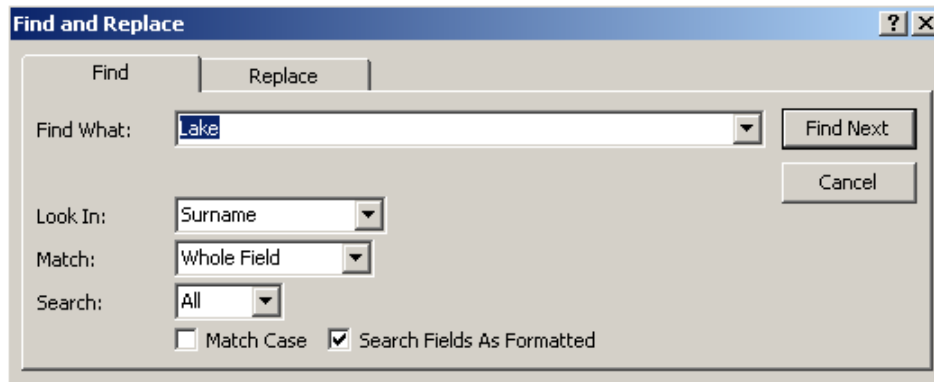 Find and Replace
Find Replace
Find What: Lake Find Next
Cancel
Look In: Surname
Match: Whole Field
Search: All
Match Case Search Fields As Formatted